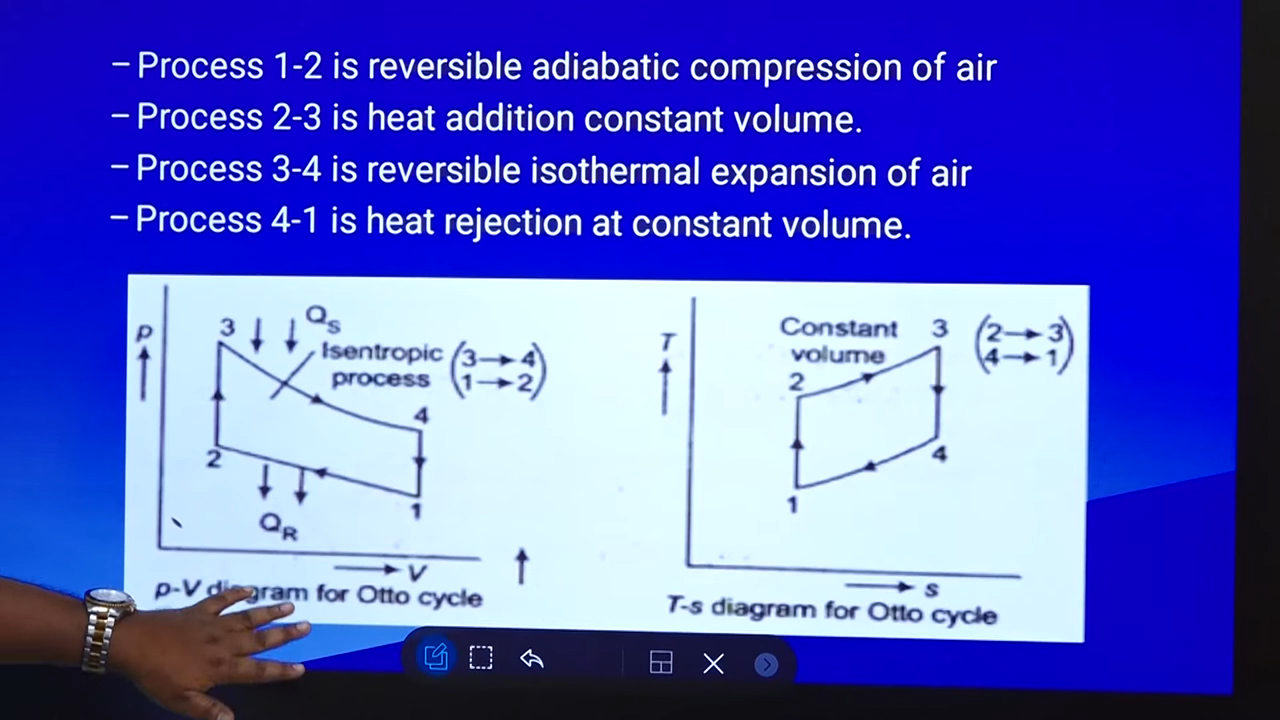 – Process 1-2 is reversible adiabatic compression of air
– Process 2-3 is heat addition constant volume.
– Process 3-4 is reversible isothermal expansion of air
– Process 4-1 is heat rejection at constant volume.
p
3
Qs
Isentropic (3→4)
process (1→2)
4
2
1
QR
V
p-V diagram for Otto cycle
T
Constant 3 (2→3)
volume (4→1)
2
4
1
s
T-s diagram for Otto cycle